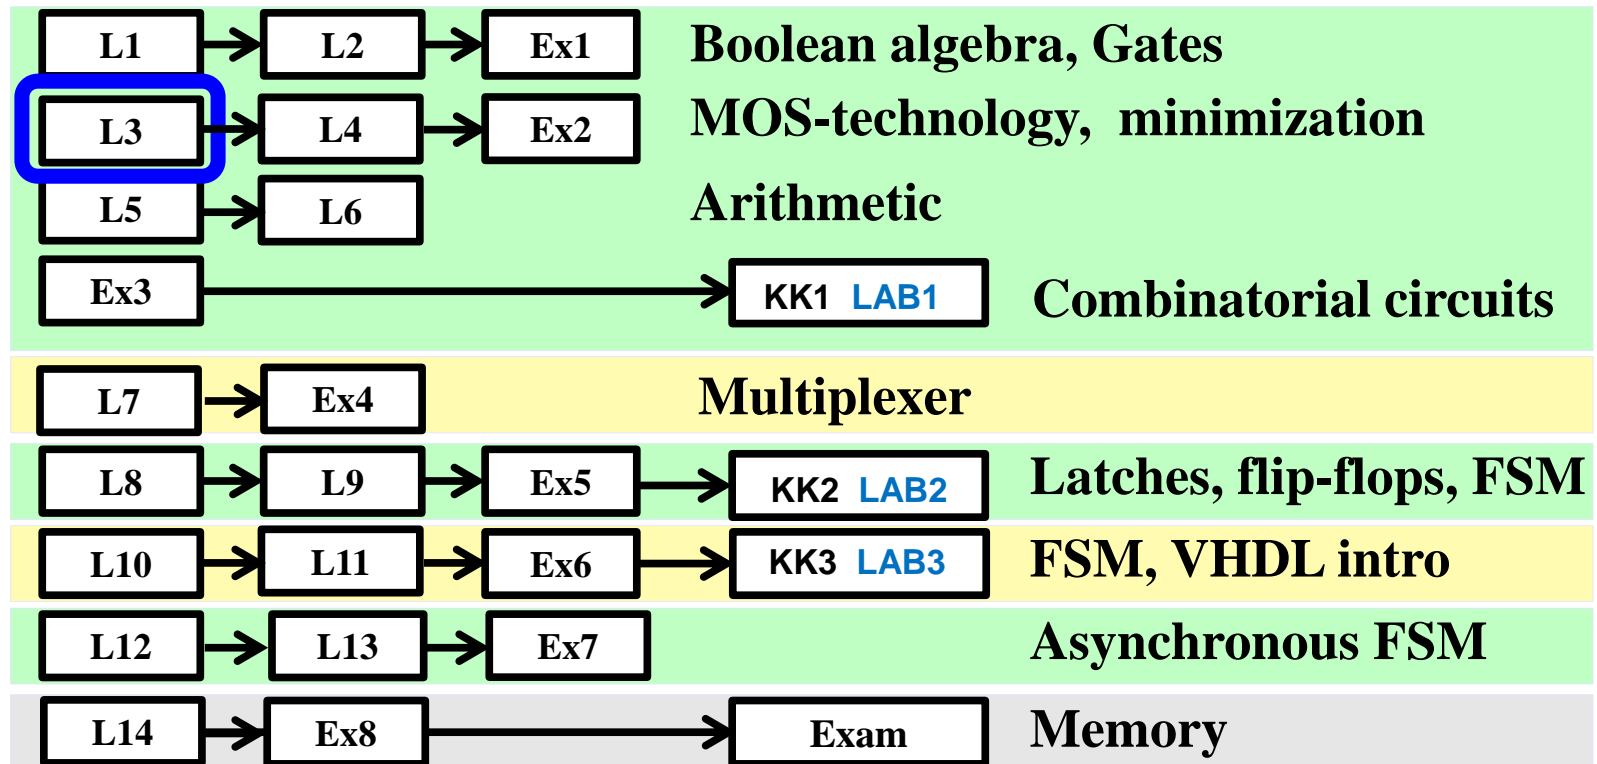 L1 L2 Ex1 Boolean algebra, Gates
L3 L4 Ex2 MOS-technology, minimization
L5 L6 Arithmetic
Ex3 KK1 LAB1 Combinatorial circuits
L7 Ex4 Multiplexer
L8 L9 Ex5 KK2 LAB2 Latches, flip-flops, FSM
L10 L11 Ex6 KK3 LAB3 FSM, VHDL intro
L12 L13 Ex7 Asynchronous FSM
L14 Ex8 Exam Memory